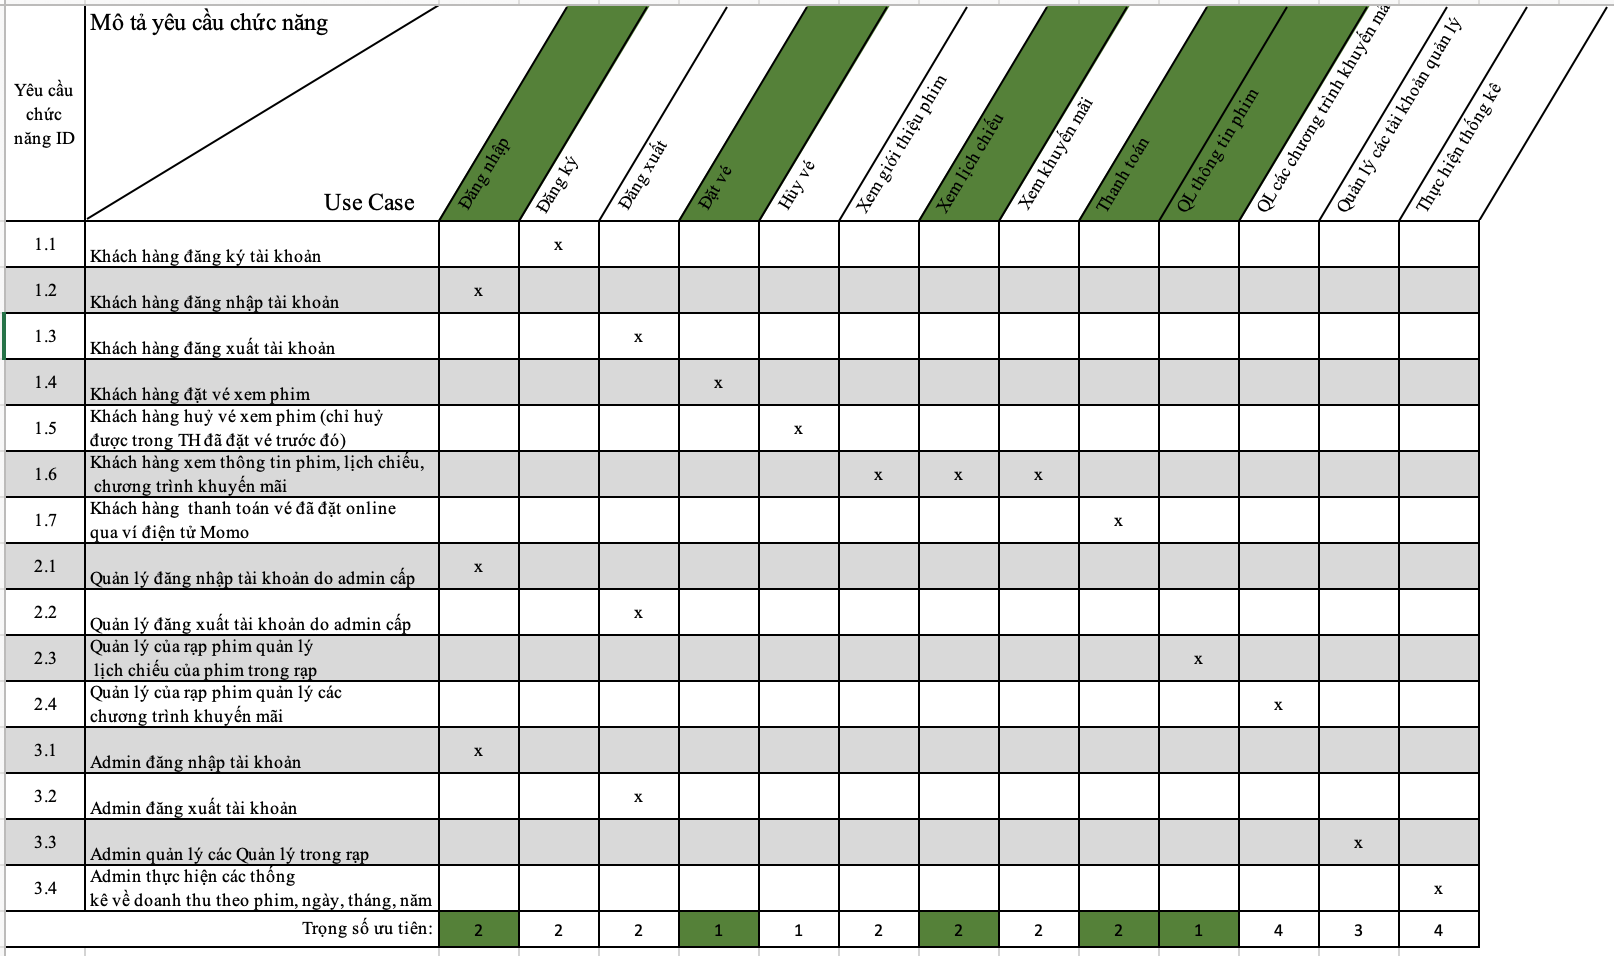 Mô tả yêu cầu chức năng
Yêu cầu
chức
năng ID
Use Case
Đăng nhập
Đăng ký
Đăng xuất
Đặt vé
Hủy vé
Xem giới thiệu phim
Xem lịch chiếu
Xem khuyến mãi
Thanh toán
QL thông tin phim
QL các chương trình khuyến mã
Quản lý các tài khoản quản lý
Thực hiện thống kê
1.1 Khách hàng đăng ký tài khoản x
1.2 Khách hàng đăng nhập tài khoản x
1.3 Khách hàng đăng xuất tài khoản x
1.4 Khách hàng đặt vé xem phim x
1.5 Khách hàng huỷ vé xem phim (chỉ huỷ
được trong TH đã đặt vé trước đó) x
1.6 Khách hàng xem thông tin phim, lịch chiếu,
chương trình khuyến mãi x x x
1.7 Khách hàng thanh toán vé đã đặt online
qua ví điện tử Momo x
2.1 Quản lý đăng nhập tài khoản do admin cấp x
2.2 Quản lý đăng xuất tài khoản do admin cấp x
2.3 Quản lý của rạp phim quản lý
lịch chiếu của phim trong rạp x
2.4 Quản lý của rạp phim quản lý các
chương trình khuyến mãi x
3.1 Admin đăng nhập tài khoản x
3.2 Admin đăng xuất tài khoản x
3.3 Admin quản lý các Quản lý trong rạp x
3.4 Admin thực hiện các thống
kê về doanh thu theo phim, ngày, tháng, năm x
Trọng số ưu tiên: 2 2 2 1 1 2 2 2 2 1 4 3 4